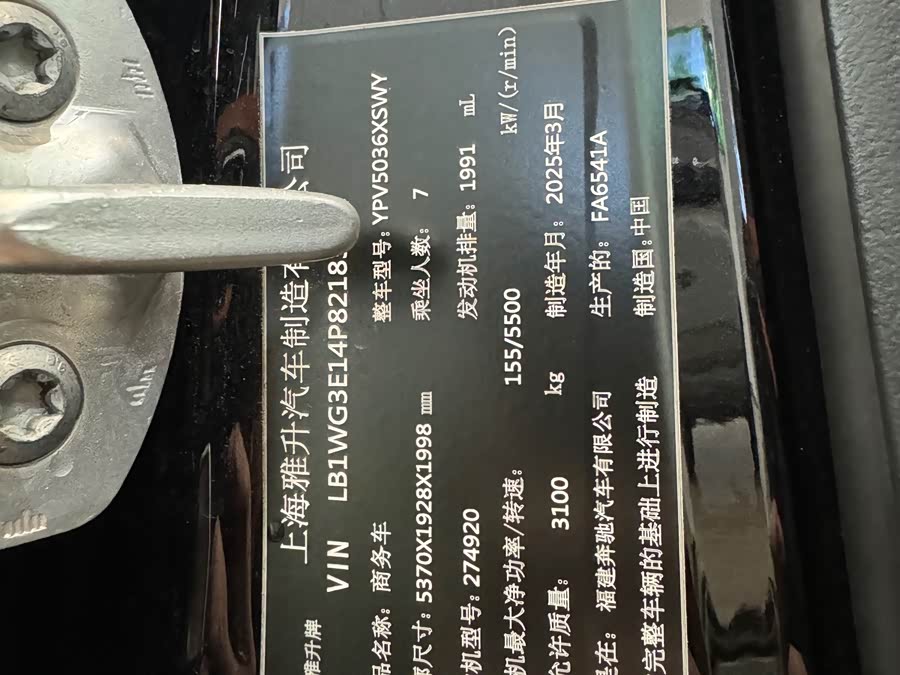 上海雅升汽车制造有 公司
雅升牌 VIN LB1WG3E14P82185
品名称: 商务车 整车型号: YPV5036XSWY
尺寸: 5370X1928X1998 mm 乘坐人数: 7
机型号: 274920 发动机排量: 1991 mL
机最大净功率/转速。 155/5500 kW/(r/min)
允许质量: 3100 kg 制造年月: 2025年3月
是在: 福建奔驰汽车有限公司 生产的: FA6541A
完整车辆的基础上进行制造 制造国: 中国